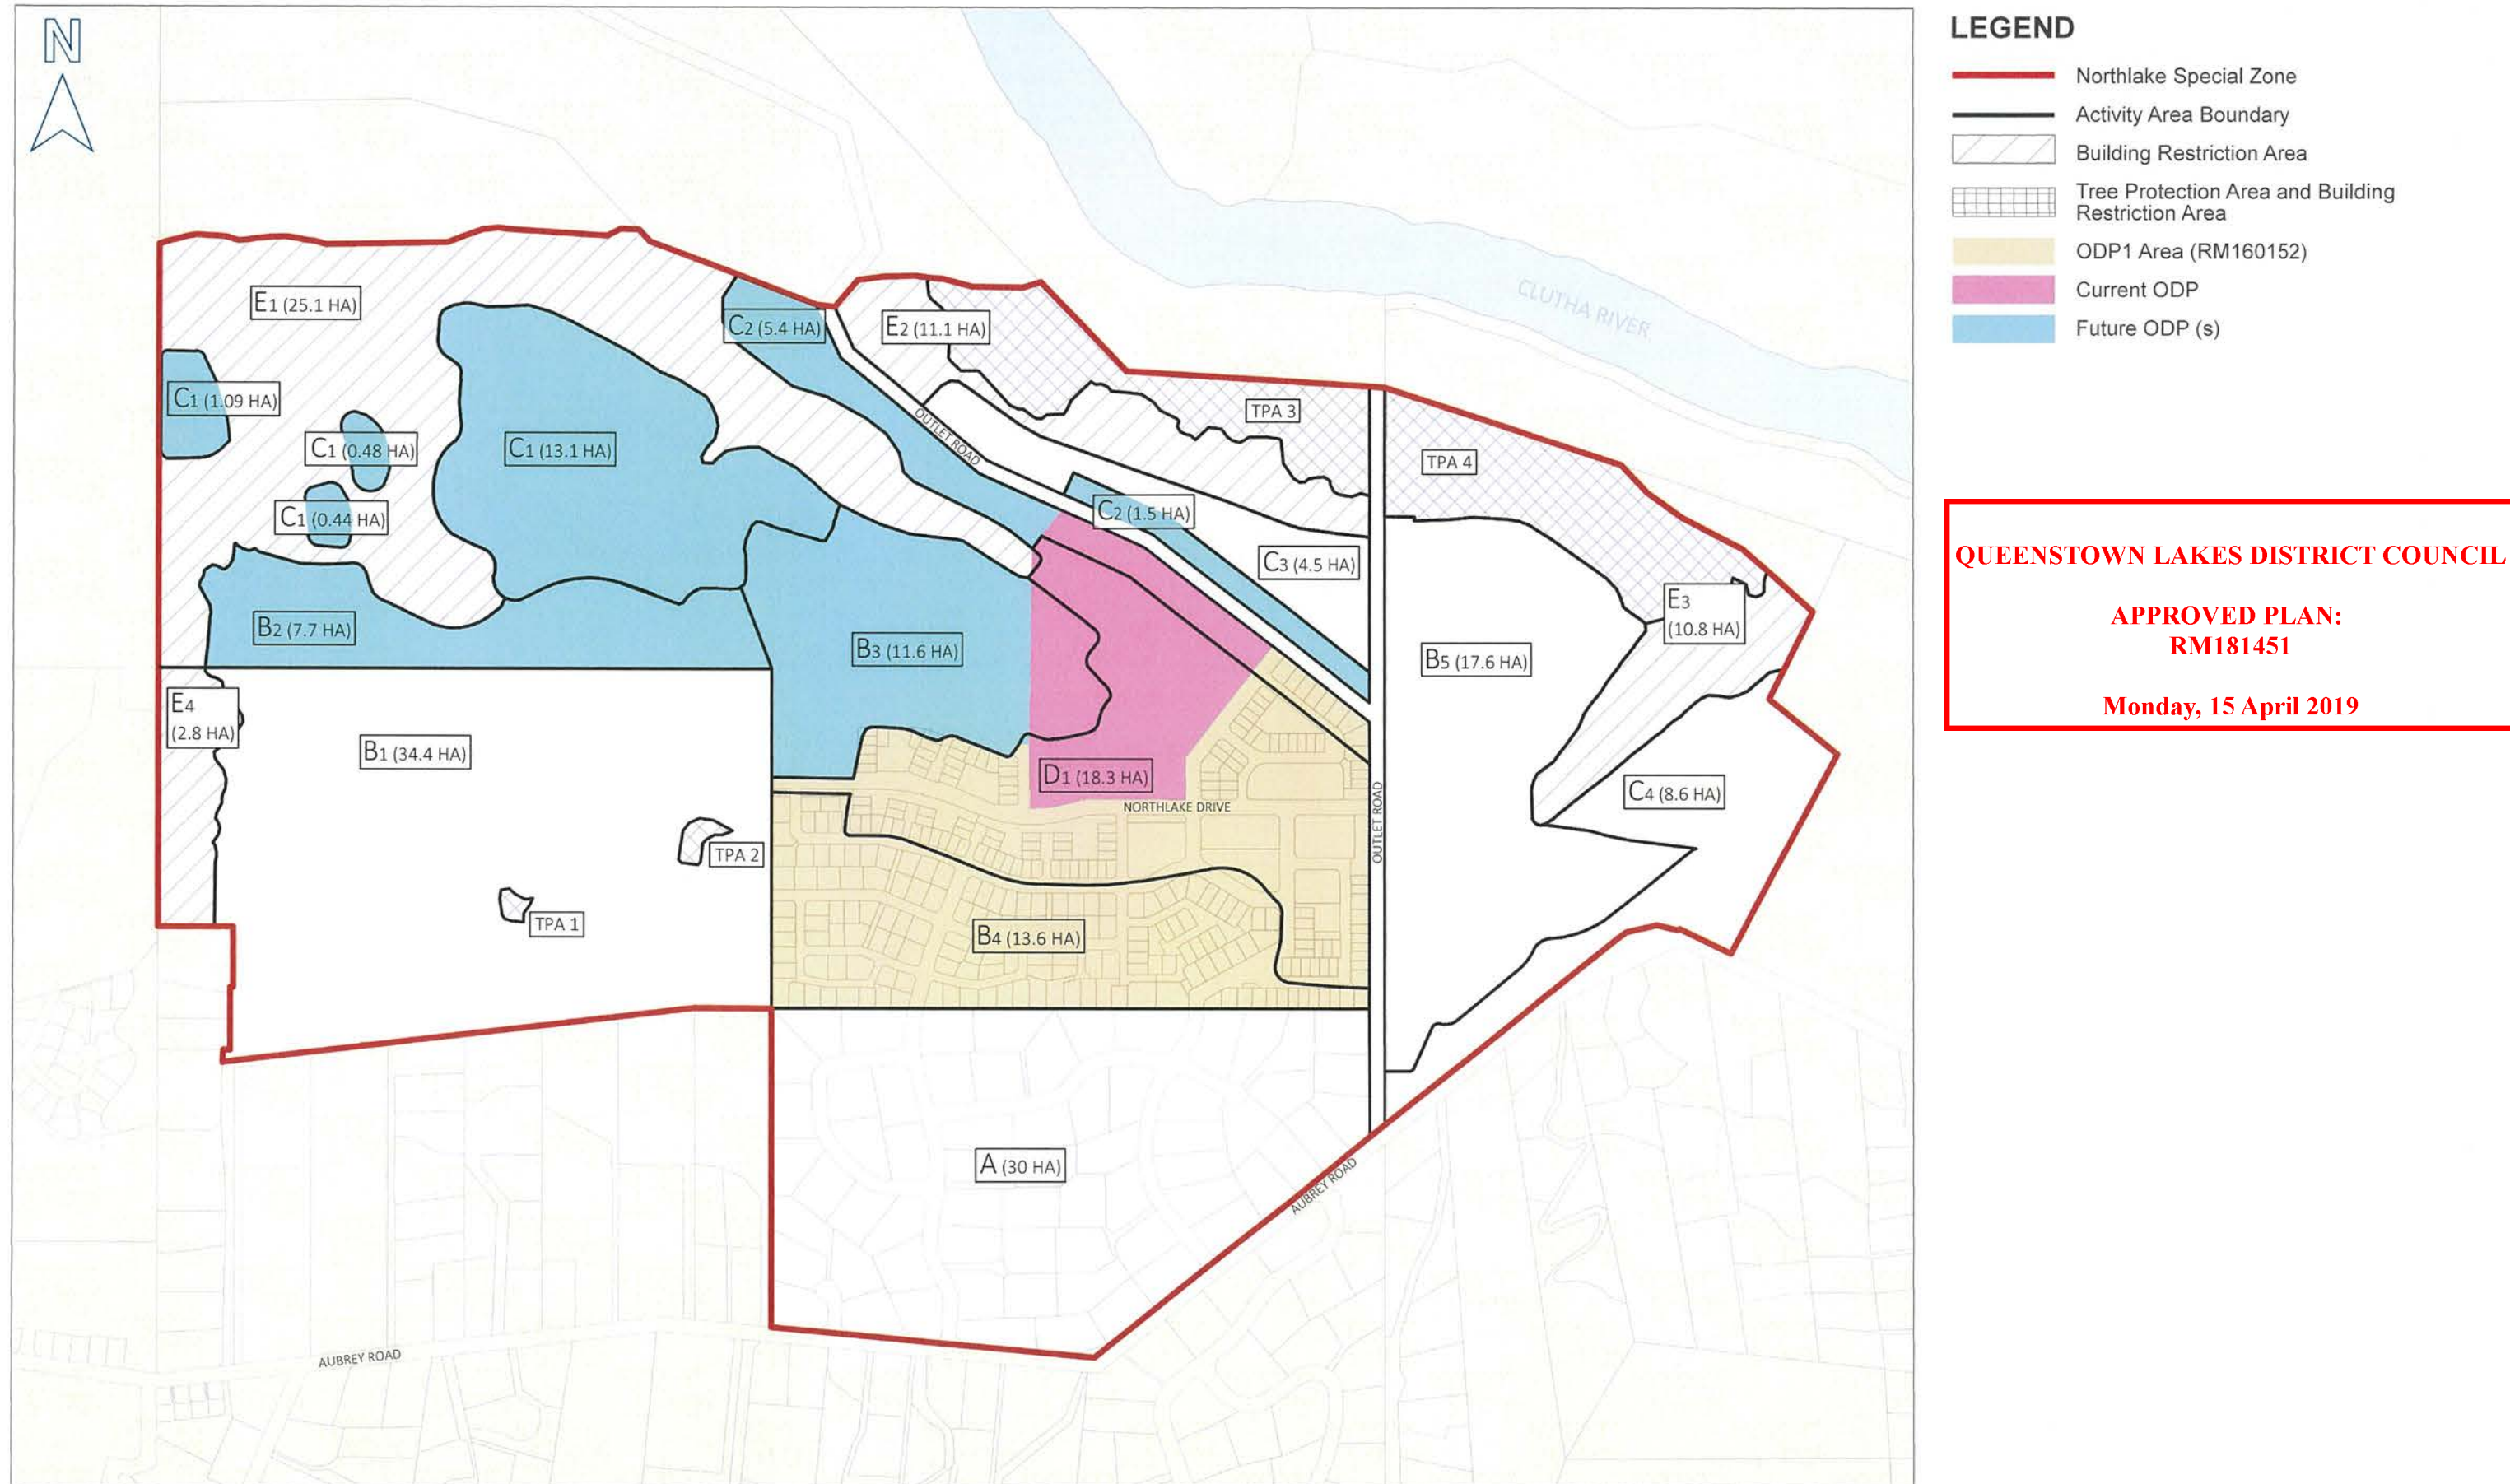 N
LEGEND
Northlake Special Zone
Activity Area Boundary
Building Restriction Area
Tree Protection Area and Building
Restriction Area
ODP1 Area (RM160152)
Current ODP
Future ODP (s)
QUEENSTOWN LAKES DISTRICT COUNCIL
APPROVED PLAN:
RM181451
Monday, 15 April 2019
CLUTHA RIVER
E1 (25.1 HA)
C2 (5.4 HA)
E2 (11.1 HA)
C1 (1.09 HA)
C1 (0.48 HA)
C1 (13.1 HA)
OUTLET ROAD
TPA 3
TPA 4
C1 (0.44 HA)
C2 (1.5 HA)
C3 (4.5 HA)
B2 (7.7 HA)
B3 (11.6 HA)
B5 (17.6 HA)
E3
(10.8 HA)
E4
(2.8 HA)
B1 (34.4 HA)
D1 (18.3 HA)
NORTHLAKE DRIVE
OUTLET ROAD
C4 (8.6 HA)
TPA 2
TPA 1
B4 (13.6 HA)
A (30 HA)
AUBREY ROAD
AUBREY ROAD